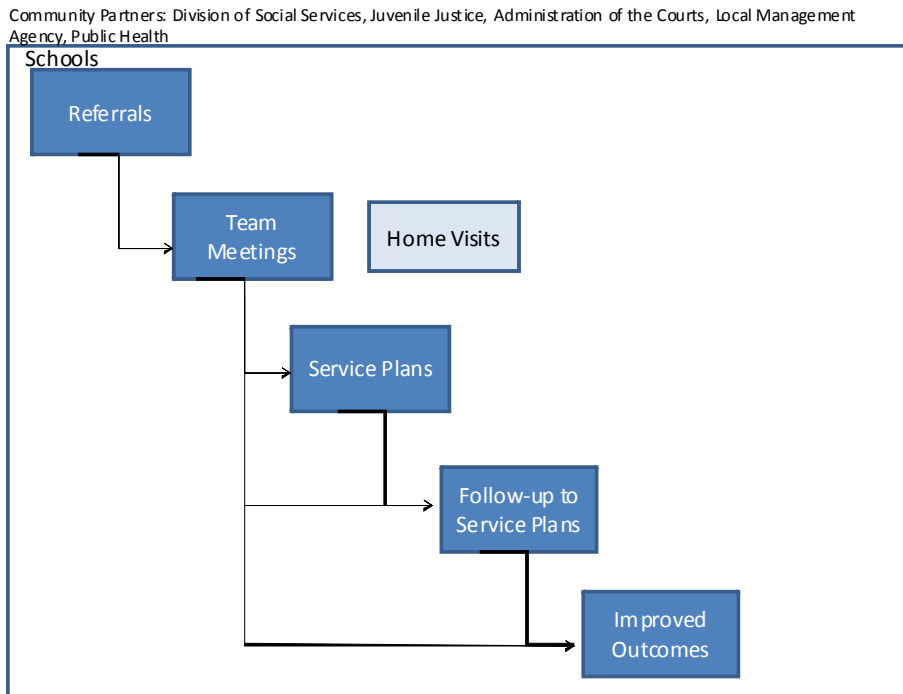 Community Partners: Division of Social Services, Juvenile Justice, Administration of the Courts, Local Management
Agency, Public Health
Schools
Referrals
Team
Meetings
Home Visits
Service Plans
Follow-up to
Service Plans
Improved
Outcomes